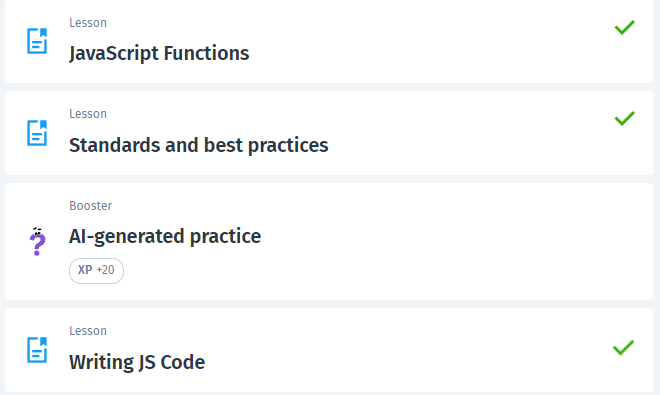 Lesson
JavaScript Functions
Lesson
Standards and best practices
Booster
AI-generated practice
XP +20
Lesson
Writing JS Code